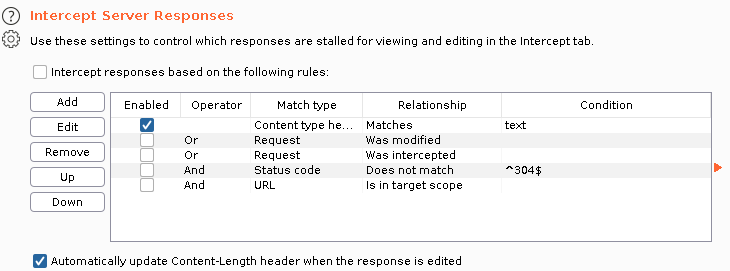 Intercept Server Responses
Use these settings to control which responses are stalled for viewing and editing in the Intercept tab.
Intercept responses based on the following rules:
Add
Edit
Remove
Up
Down
Enabled Operator Match type Relationship Condition
Content type he... Matches text
Or Request Was modified
Or Request Was intercepted
And Status code Does not match ^304$
And URL Is in target scope
Automatically update Content-Length header when the response is edited